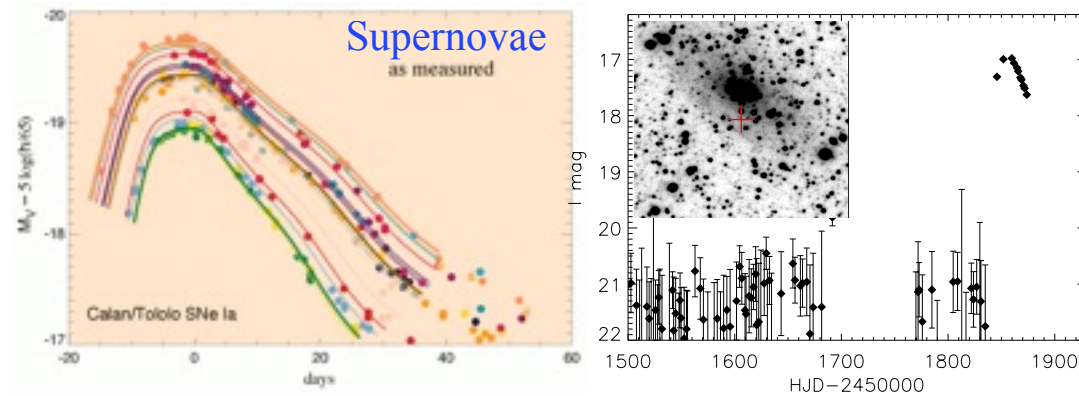 Supernovae
as measured
M_V - 5 log(h/65)
-20
-19
-18
-17
Calan/Tololo SNe Ia
-20
0
20
40
60
days
I mag
17
18
19
20
21
22
1500
1600
1700
1800
1900
HJD-2450000